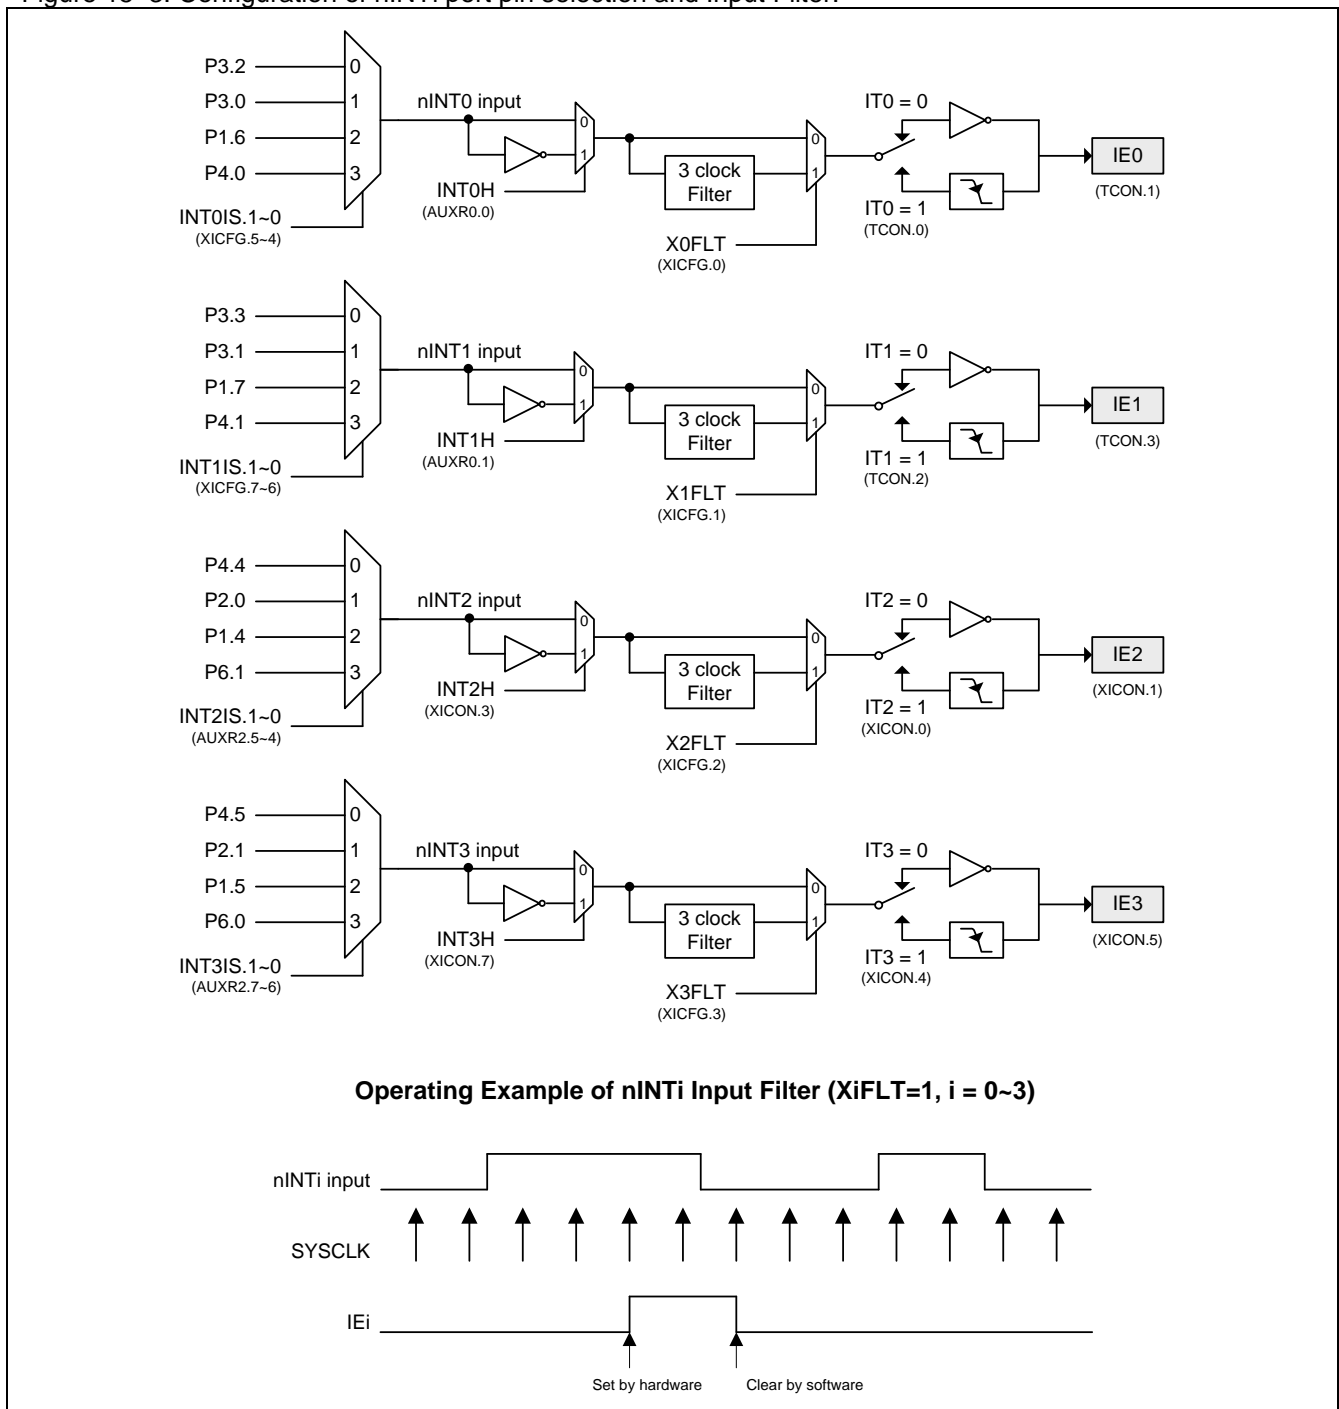 Figure Configuration of nINTi port pin selection and Input Filter.
P3.2
0
P3.0
1
P1.6
2
P4.0
3
INT0IS.1~0
(XICFG.5~4)
nINT0 input
0
1
INT0H
(AUXR0.0)
3 clock
Filter
0
1
X0FLT
(XICFG.0)
IT0 = 0
IT0 = 1
(TCON.0)
IE0
(TCON.1)
P3.3
0
P3.1
1
P1.7
2
P4.1
3
INT1IS.1~0
(XICFG.7~6)
nINT1 input
0
1
INT1H
(AUXR0.1)
3 clock
Filter
0
1
X1FLT
(XICFG.1)
IT1 = 0
IT1 = 1
(TCON.2)
IE1
(TCON.3)
P4.4
0
P2.0
1
P1.4
2
P6.1
3
INT2IS.1~0
(AUXR2.5~4)
nINT2 input
0
1
INT2H
(XICON.3)
3 clock
Filter
0
1
X2FLT
(XICFG.2)
IT2 = 0
IT2 = 1
(XICON.0)
IE2
(XICON.1)
P4.5
0
P2.1
1
P1.5
2
P6.0
3
INT3IS.1~0
(AUXR2.7~6)
nINT3 input
0
1
INT3H
(XICON.7)
3 clock
Filter
0
1
X3FLT
(XICFG.3)
IT3 = 0
IT3 = 1
(XICON.4)
IE3
(XICON.5)
Operating Example of nINTi Input Filter (XiFLT=1, i = 0~3)
nINTi input
SYSCLK
IEi
Set by hardware
Clear by software